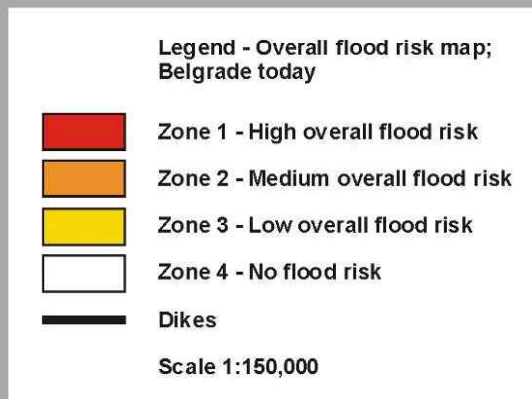 Legend - Overall flood risk map;
Belgrade today
Zone 1 - High overall flood risk
Zone 2 - Medium overall flood risk
Zone 3 - Low overall flood risk
Zone 4 - No flood risk
Dikes
Scale 1:150,000